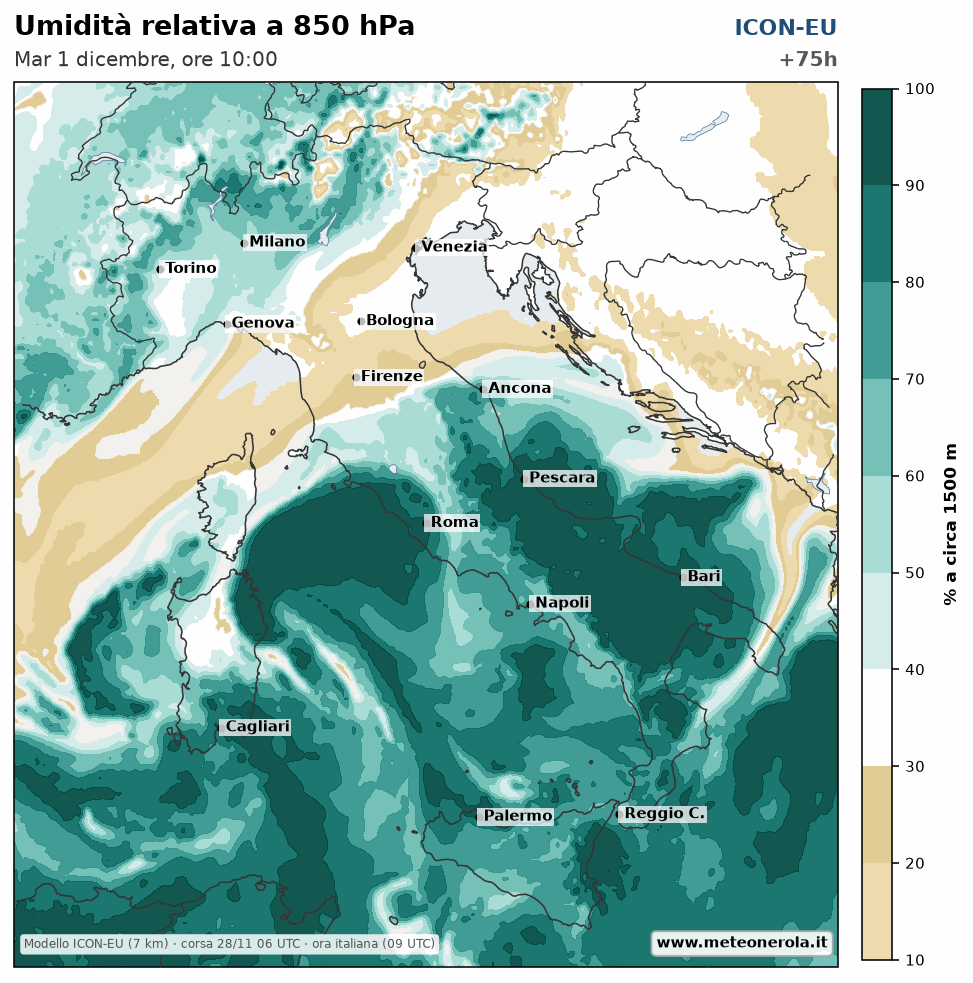 Umidità relativa a 850 hPa
ICON-EU
Mar 1 dicembre, ore 10:00
+75h
100
90
80
70
60
50
40
30
20
10
% a circa 1500 m
Milano
Venezia
Torino
Genova
Bologna
Firenze
Ancona
Pescara
Roma
Bari
Napoli
Cagliari
Palermo
Reggio C.
Modello ICON-EU (7 km) · corsa 28/11 06 UTC · ora italiana (09 UTC)
www.meteonerola.it